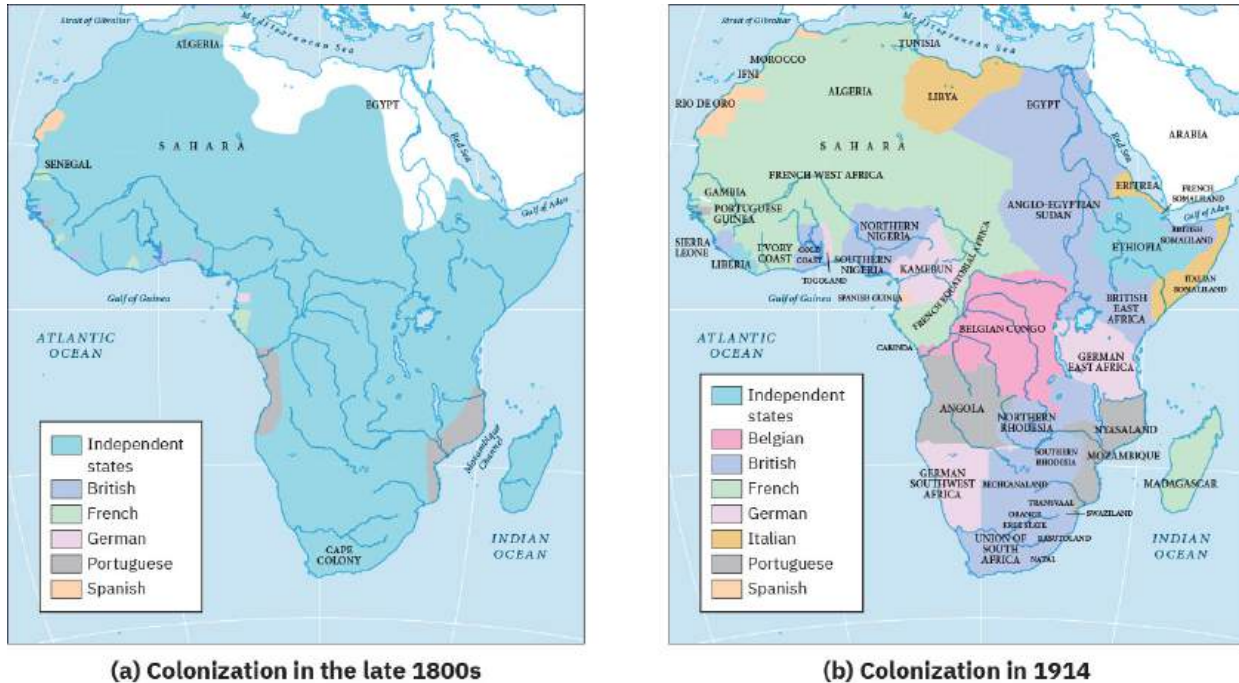 Strait of Gibraltar
Mediterranean Sea
ALGERIA
EGYPT
SAHARA
Red Sea
SENEGAL
Gulf of Aden
Gulf of Guinea
ATLANTIC
OCEAN
Mozambique
Channel
INDIAN
OCEAN
CAPE
COLONY
Independent
states
British
French
German
Portuguese
Spanish
(a) Colonization in the late 1800s
Strait of Gibraltar
Mediterranean Sea
TUNISIA
MOROCCO
IFNI
ALGERIA
LIBYA
EGYPT
RIO DE ORO
ARABIA
SAHARA
Red Sea
FRENCH WEST AFRICA
GAMBIA
PORTUGUESE
GUINEA
ERITREA
FRENCH
SOMALILAND
Gulf of Aden
ANGLO-EGYPTIAN
SUDAN
NORTHERN
NIGERIA
BRITISH
SOMALILAND
SIERRA
LEONE
IVORY
COAST
GOLD
COAST
ETHIOPIA
LIBERIA
SOUTHERN
NIGERIA
KAMERUN
TOGOLAND
ITALIAN
SOMALILAND
Gulf of Guinea
SPANISH GUINEA
FRENCH EQUATORIAL AFRICA
BRITISH
EAST
AFRICA
ATLANTIC
OCEAN
BELGIAN CONGO
CABINDA
GERMAN
EAST AFRICA
ANGOLA
NORTHERN
RHODESIA
NYASALAND
SOUTHERN
RHODESIA
MOZAMBIQUE
GERMAN
SOUTHWEST
AFRICA
BECHUANALAND
MADAGASCAR
TRANSVAAL
SWAZILAND
ORANGE
FREE STATE
BASUTOLAND
UNION OF
SOUTH
AFRICA
NATAL
INDIAN
OCEAN
Independent
states
Belgian
British
French
German
Italian
Portuguese
Spanish
(b) Colonization in 1914